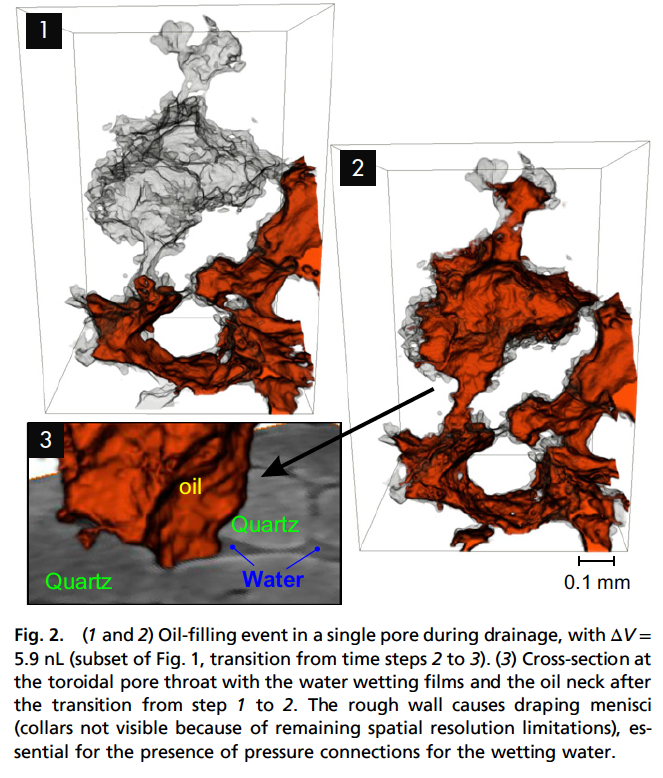 1
2
3
oil
Quartz
Quartz
Water
0.1 mm
Fig. 2. (1 and 2) Oil-filling event in a single pore during drainage, with ΔV =
5.9 nL (subset of Fig. 1, transition from time steps 2 to 3). (3) Cross-section at
the toroidal pore throat with the water wetting films and the oil neck after
the transition from step 1 to 2. The rough wall causes draping menisci
(collars not visible because of remaining spatial resolution limitations), es-
sential for the presence of pressure connections for the wetting water.